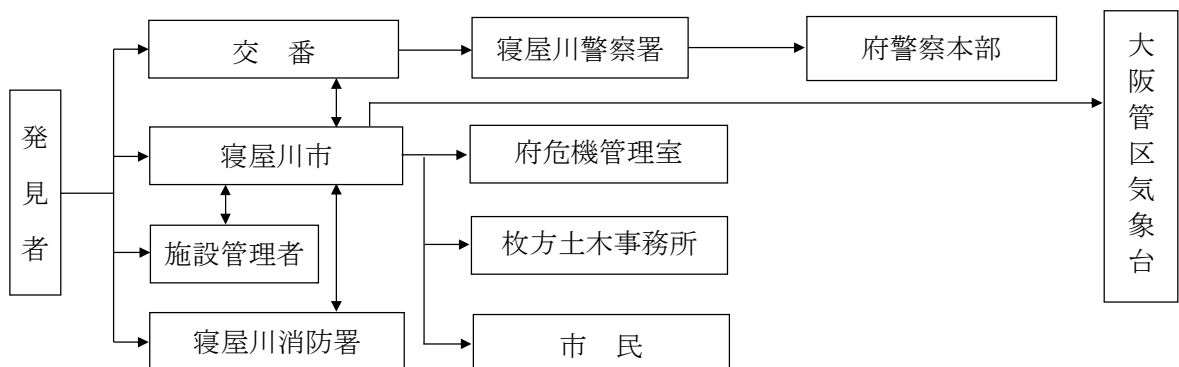 交　番
寝屋川警察署
府警察本部
大阪管区気象台
発見者
寝屋川市
府危機管理室
施設管理者
枚方土木事務所
寝屋川消防署
市　民